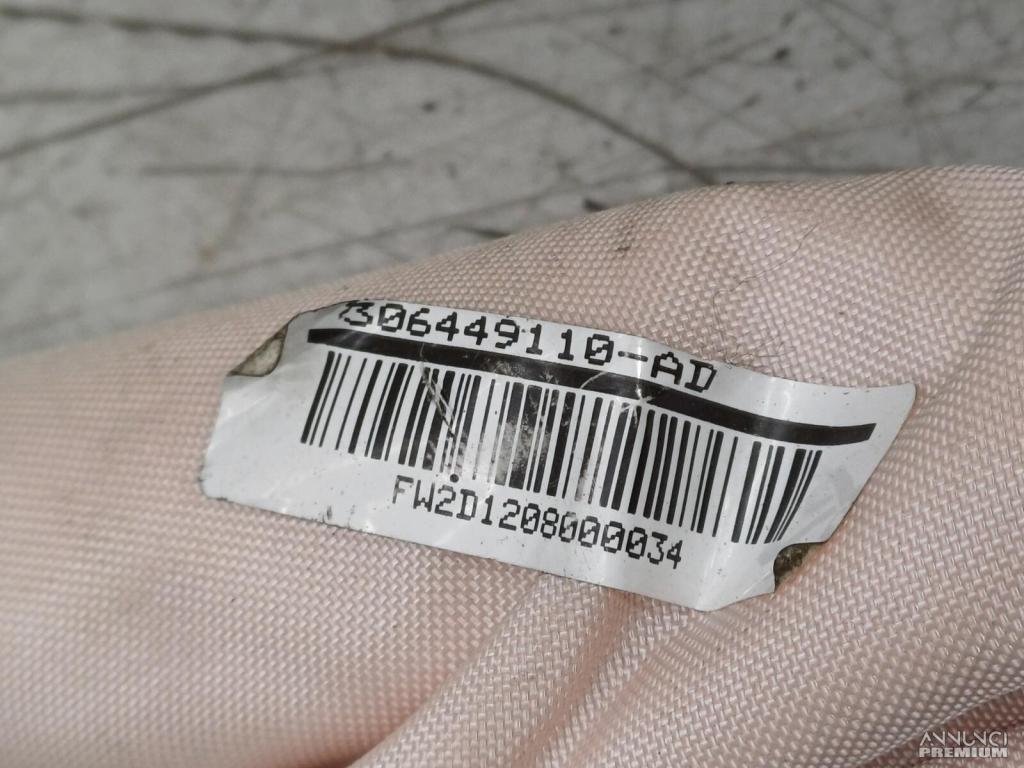 306449110-AD
FW2D1208000034
ANNUNCI
PREMIUM